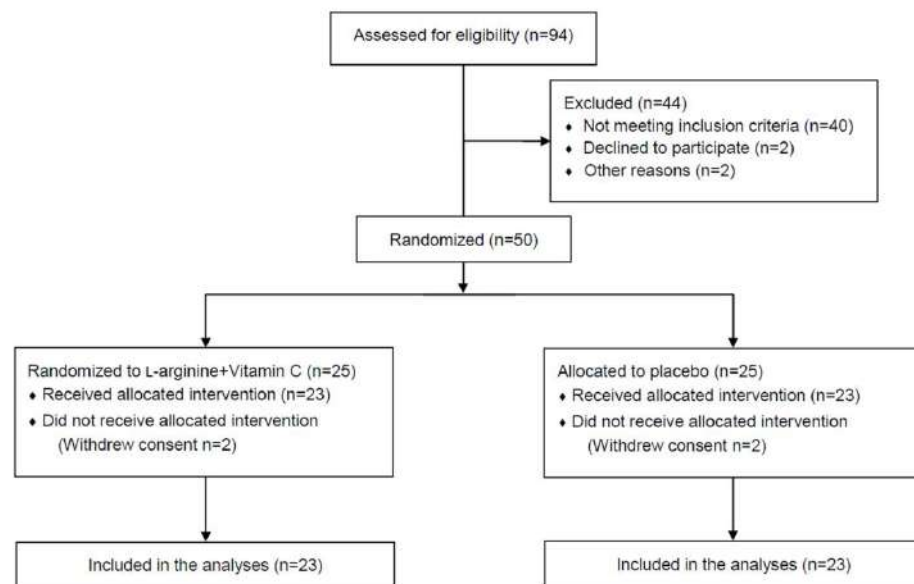 Assessed for eligibility (n=94)
Excluded (n=44)
♦ Not meeting inclusion criteria (n=40)
♦ Declined to participate (n=2)
♦ Other reasons (n=2)
Randomized (n=50)
Randomized to L-arginine+Vitamin C (n=25)
♦ Received allocated intervention (n=23)
♦ Did not receive allocated intervention
(Withdrew consent n=2)
Allocated to placebo (n=25)
♦ Received allocated intervention (n=23)
♦ Did not receive allocated intervention
(Withdrew consent n=2)
Included in the analyses (n=23)
Included in the analyses (n=23)